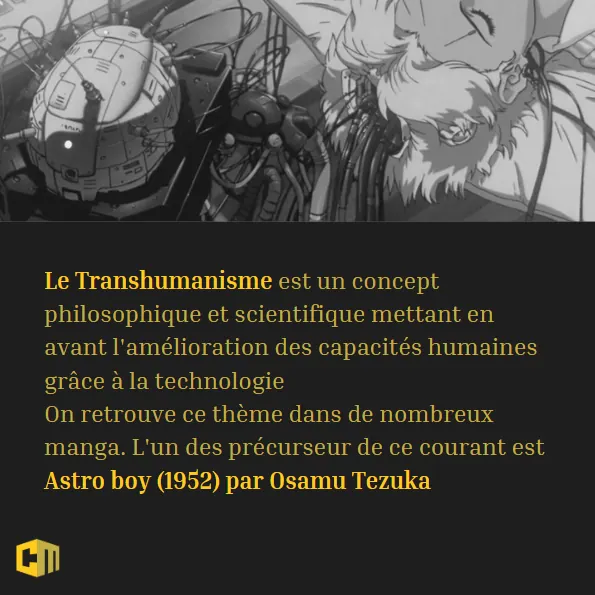 Le Transhumanisme est un concept
philosophique et scientifique mettant en
avant l'amélioration des capacités humaines
grâce à la technologie
On retrouve ce thème dans de nombreux
manga. L'un des précurseur de ce courant est
Astro boy (1952) par Osamu Tezuka
CM